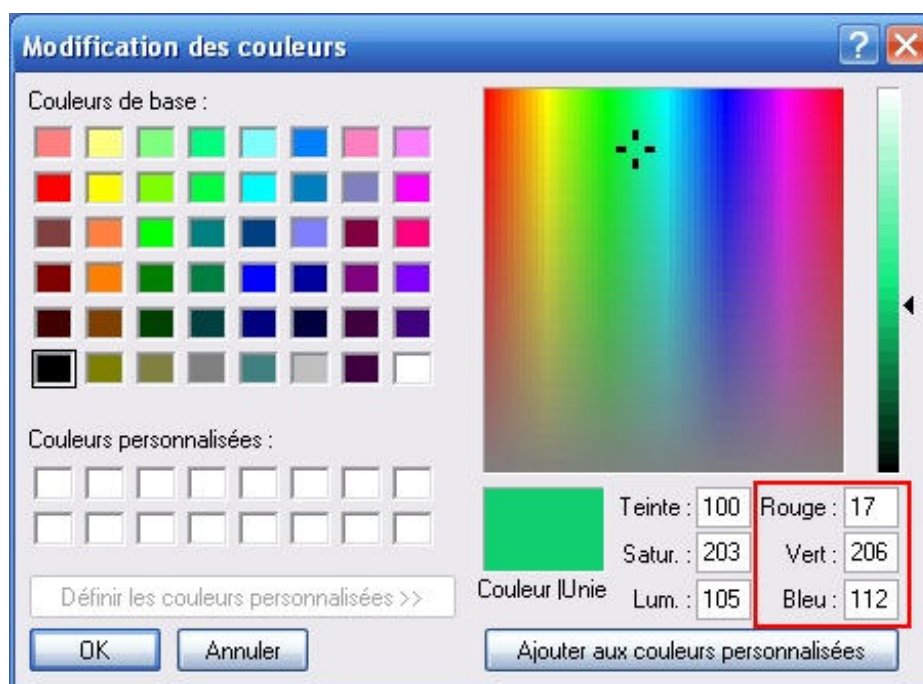 Modification des couleurs
Couleurs de base :
Couleurs personnalisées :
Définir les couleurs personnalisées >>
OK
Annuler
Couleur |Unie
Teinte : 100
Satur. : 203
Lum. : 105
Rouge : 17
Vert : 206
Bleu : 112
Ajouter aux couleurs personnalisées